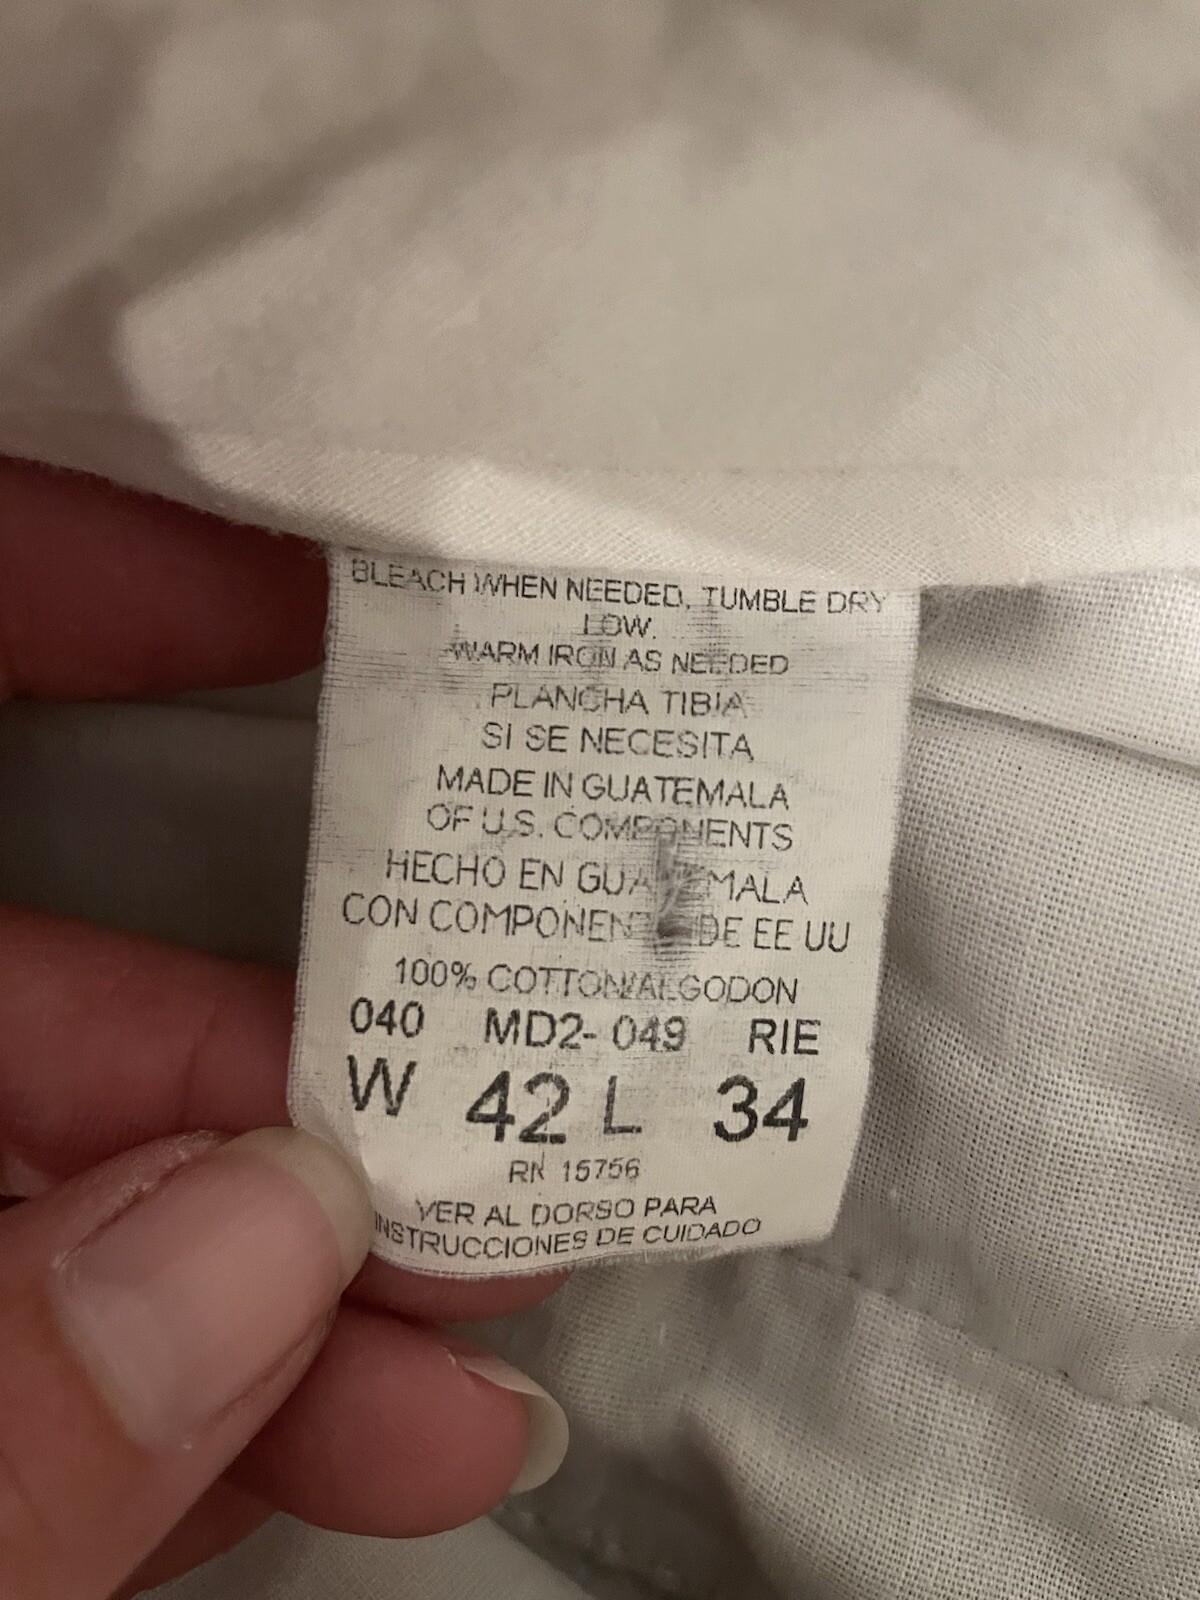 BLEACH WHEN NEEDED, TUMBLE DRY
LOW.
WARM IRON AS NEEDED
PLANCHA TIBIA
SI SE NECESITA
MADE IN GUATEMALA
OF U.S. COMPONENTS
HECHO EN GUATEMALA
CON COMPONEN DE EE UU
100% COTTON/ALGODON
040 MD2- 049 RIE
W 42 L 34
RN 15756
VER AL DORSO PARA
INSTRUCCIONES DE CUIDADO